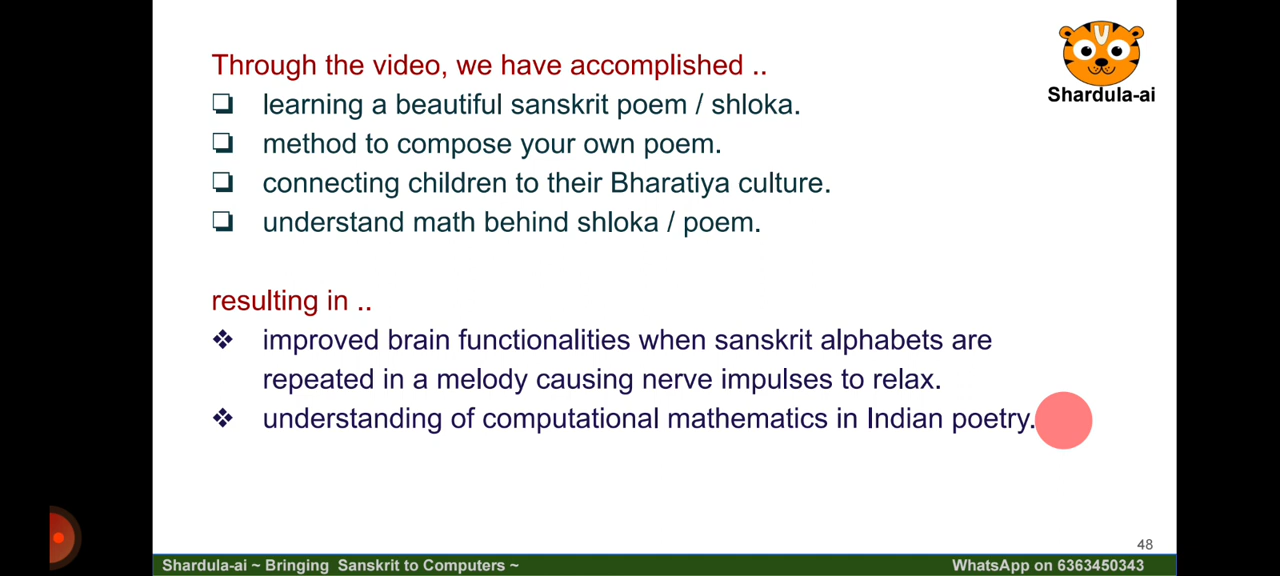 Through the video, we have accomplished ..
❏ learning a beautiful sanskrit poem / shloka.
❏ method to compose your own poem.
❏ connecting children to their Bharatiya culture.
❏ understand math behind shloka / poem.
resulting in ..
❖ improved brain functionalities when sanskrit alphabets are
repeated in a melody causing nerve impulses to relax.
❖ understanding of computational mathematics in Indian poetry.
Shardula-ai
48
Shardula-ai ~ Bringing Sanskrit to Computers ~
WhatsApp on 6363450343